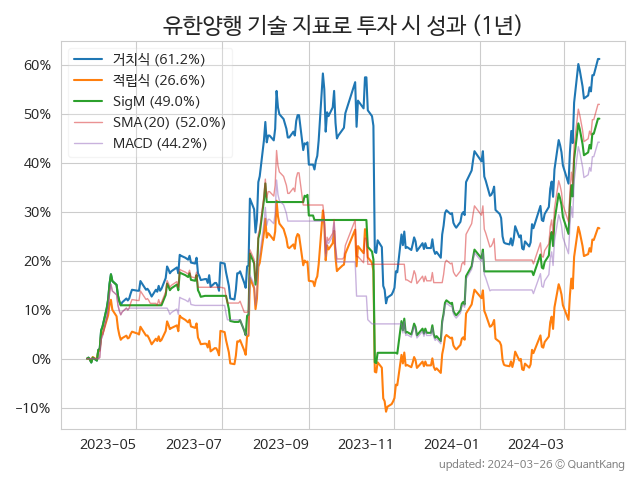 유한양행 기술 지표로 투자 시 성과 (1년)
거치식 (61.2%)
적립식 (26.6%)
SigM (49.0%)
SMA(20) (52.0%)
MACD (44.2%)
60%
50%
40%
30%
20%
10%
0%
−10%
2023-05 2023-07 2023-09 2023-11 2024-01 2024-03
updated: 2024-03-26 © QuantKang